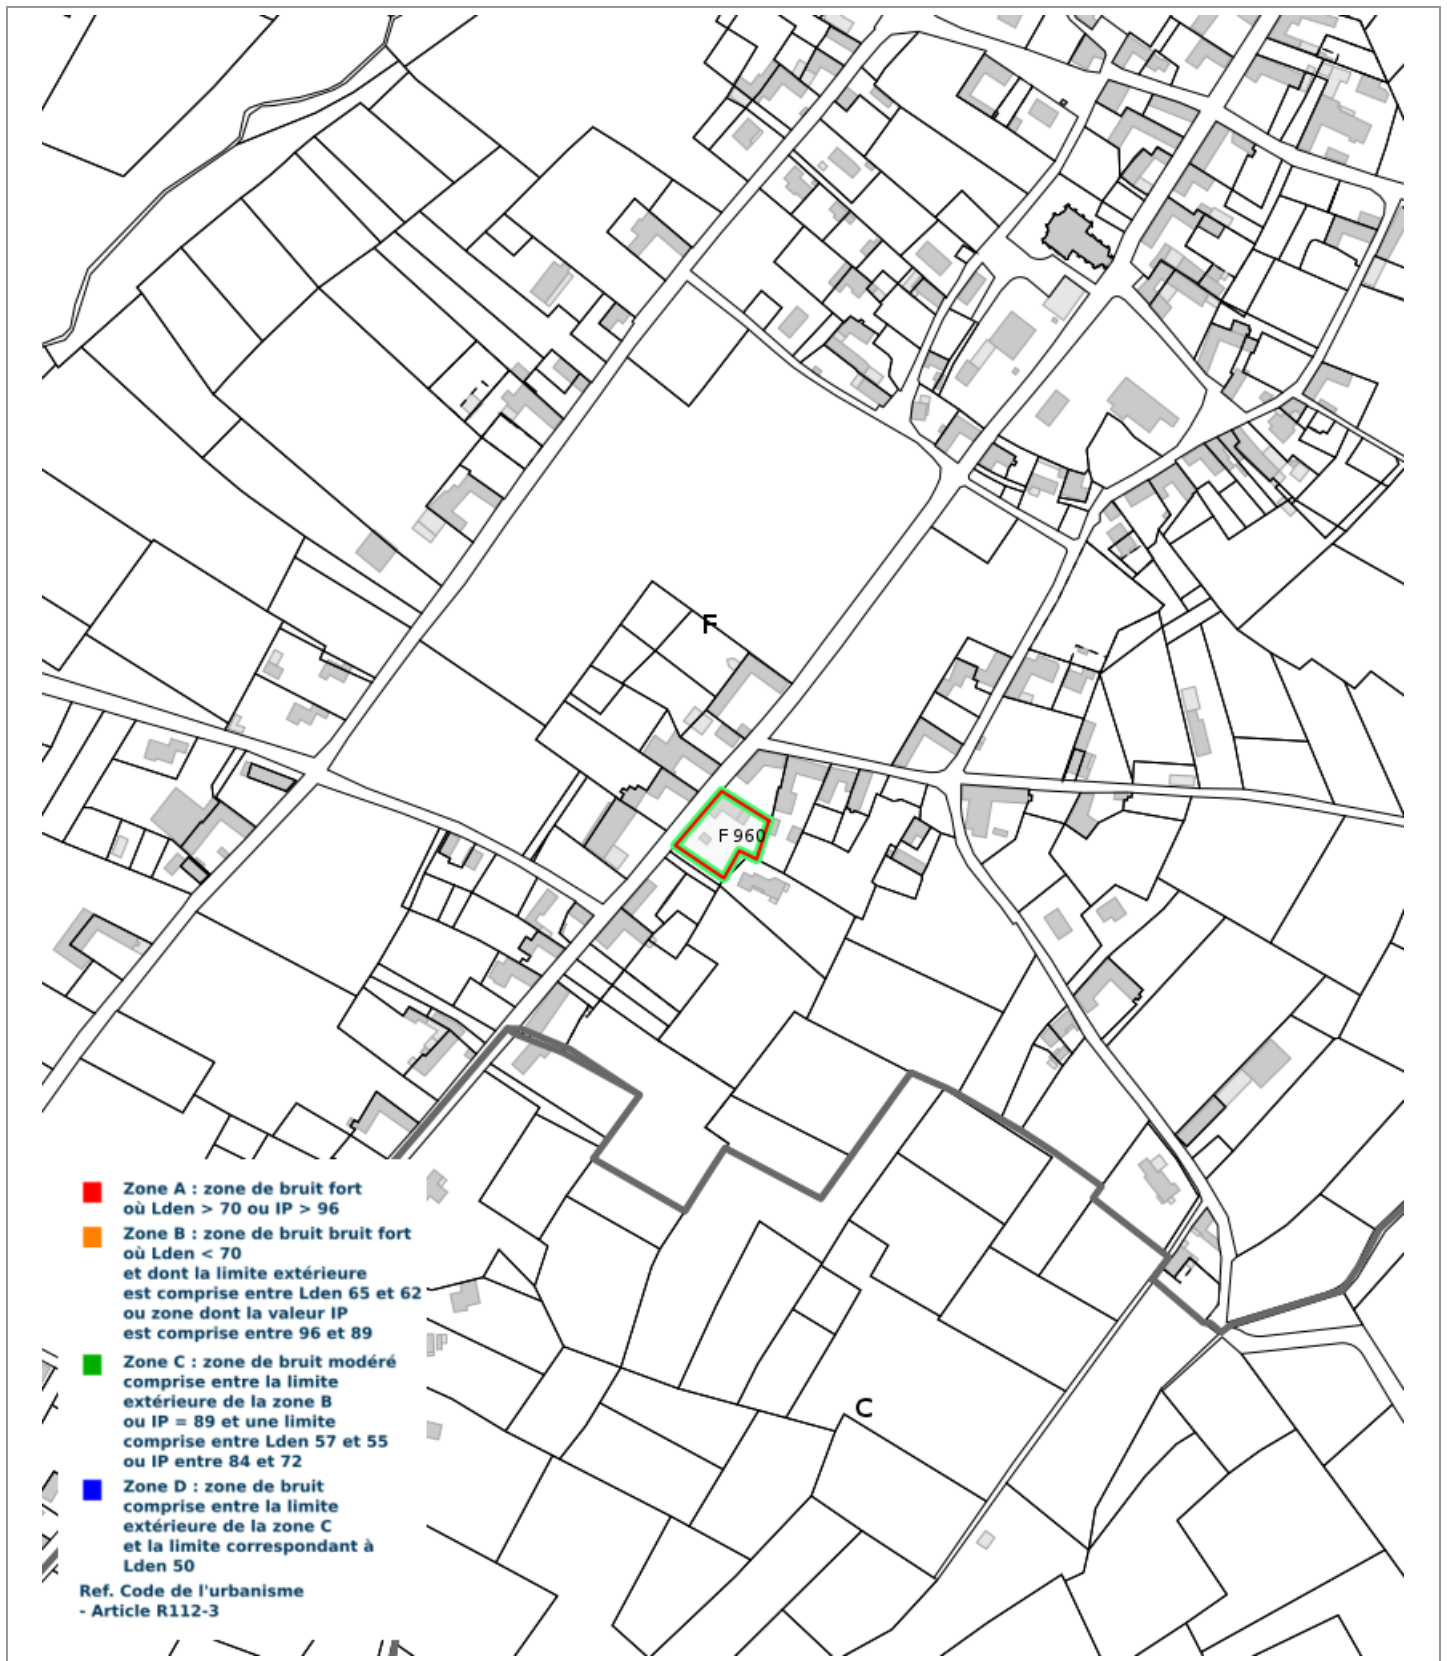 F
F 960
C
Zone A : zone de bruit fort
où Lden > 70 ou IP > 96
Zone B : zone de bruit bruit fort
où Lden < 70
et dont la limite extérieure
est comprise entre Lden 65 et 62
ou zone dont la valeur IP
est comprise entre 96 et 89
Zone C : zone de bruit modéré
comprise entre la limite
extérieure de la zone B
ou IP = 89 et une limite
comprise entre Lden 57 et 55
ou IP entre 84 et 72
Zone D : zone de bruit
comprise entre la limite
extérieure de la zone C
et la limite correspondant à
Lden 50
Ref. Code de l'urbanisme
- Article R112-3